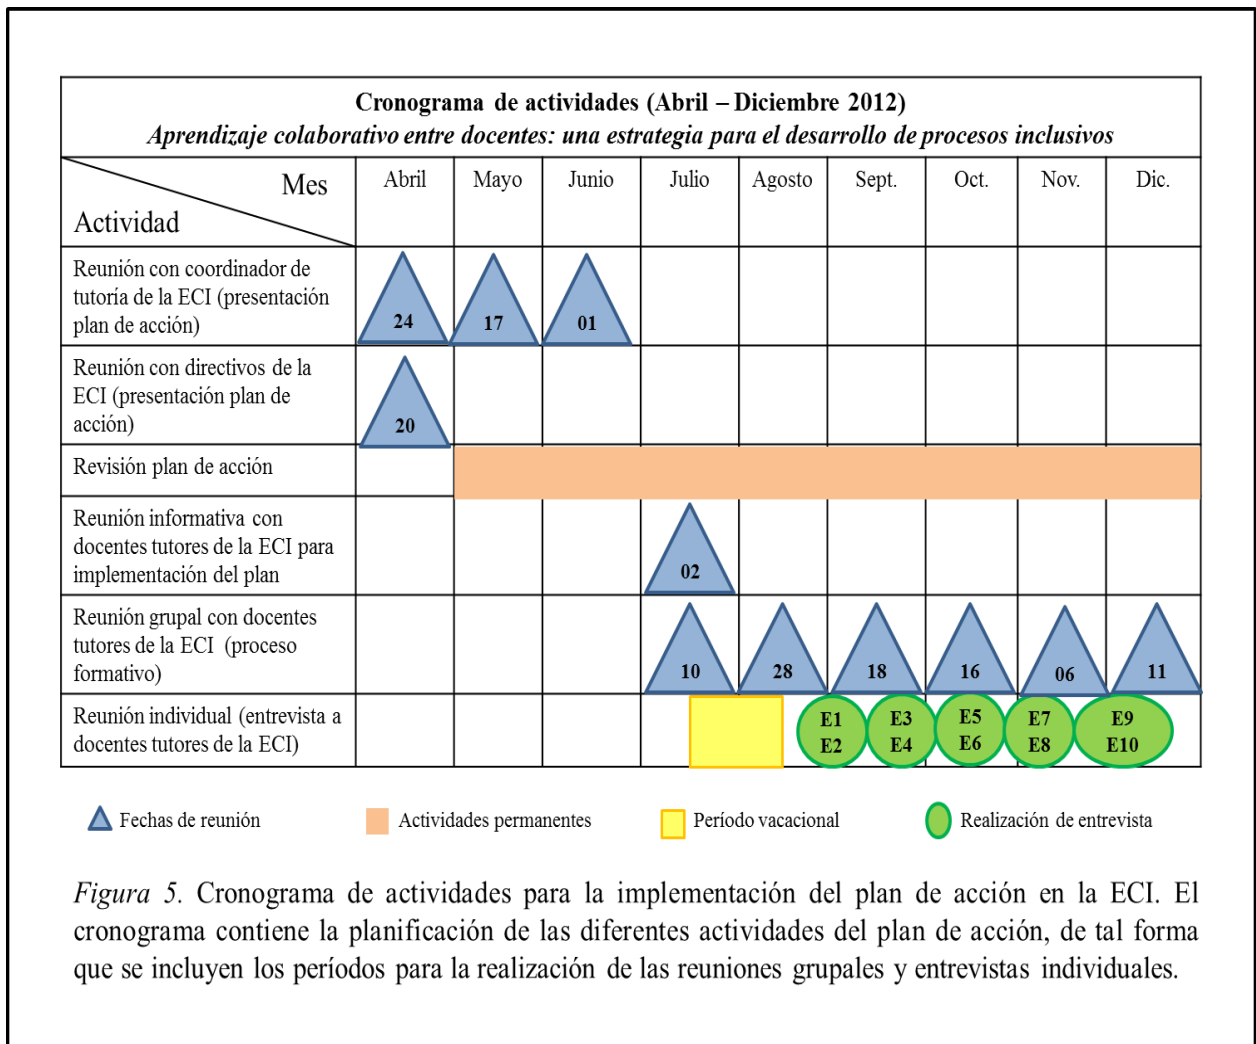 Cronograma de actividades (Abril – Diciembre 2012)
Aprendizaje colaborativo entre docentes: una estrategia para el desarrollo de procesos inclusivos
Mes
Actividad
Abril Mayo Junio Julio Agosto Sept. Oct. Nov. Dic.
Reunión con coordinador de
tutoría de la ECI (presentación
plan de acción)
24 17 01
Reunión con directivos de la
ECI (presentación plan de
acción)
20
Revisión plan de acción
Reunión informativa con
docentes tutores de la ECI para
implementación del plan
02
Reunión grupal con docentes
tutores de la ECI (proceso
formativo)
10 28 18 16 06 11
Reunión individual (entrevista a
docentes tutores de la ECI)
E1 E3 E5 E7 E9
E2 E4 E6 E8 E10
Fechas de reunión Actividades permanentes Período vacacional Realización de entrevista
Figura 5. Cronograma de actividades para la implementación del plan de acción en la ECI. El
cronograma contiene la planificación de las diferentes actividades del plan de acción, de tal forma
que se incluyen los períodos para la realización de las reuniones grupales y entrevistas individuales.